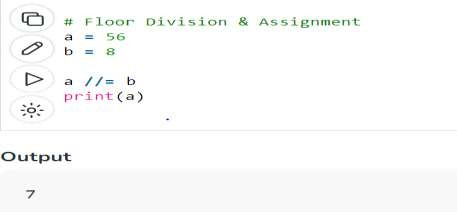 # Floor Division & Assignment
a = 56
b = 8
a //= b
print(a)
Output
7